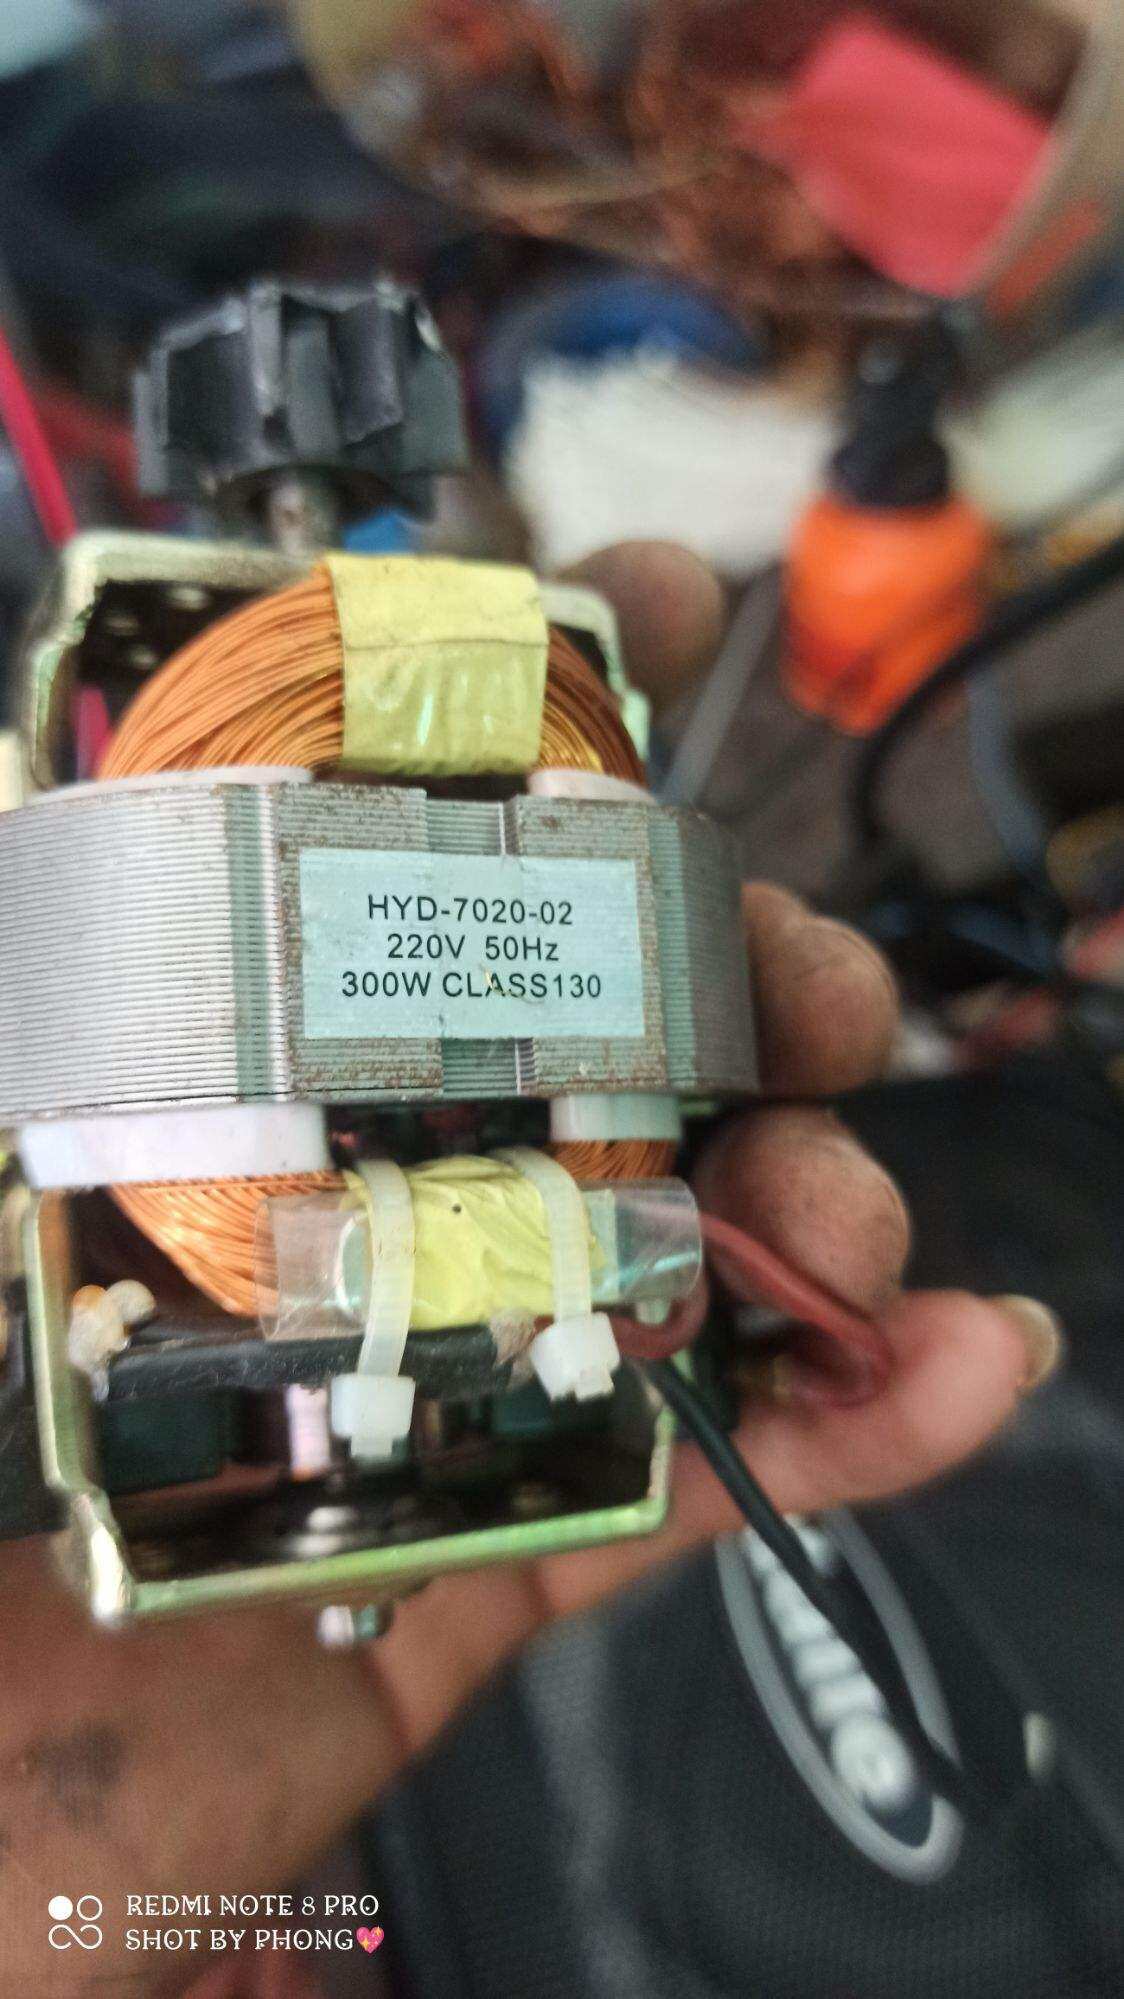 HYD-7020-02
220V 50Hz
300W CLASS130
REDMI NOTE 8 PRO
SHOT BY PHONG💖